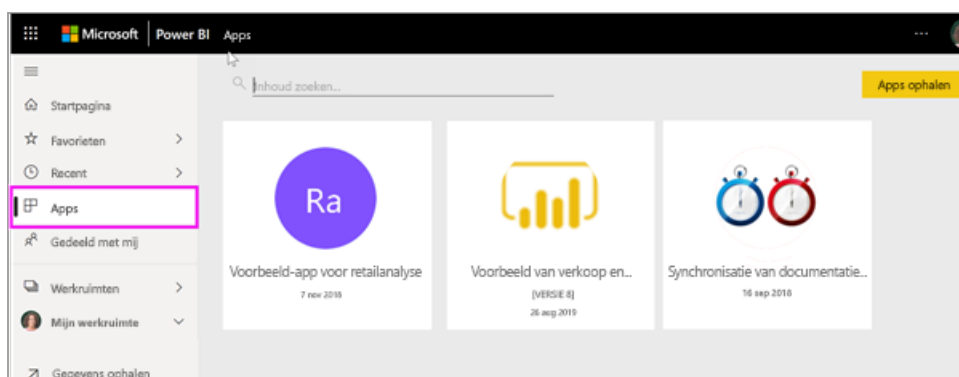 Microsoft Power BI Apps ...
Inhoud zoeken...
Apps ophalen
Startpagina
Favorieten
Recent
Apps
Gedeeld met mij
Werkruimten
Mijn werkruimte
Gegevens ophalen
Ra
Voorbeeld-app voor retailanalyse
7 nov 2018
Voorbeeld van verkoop en...
[VERSIE 8]
26 aug 2019
Synchronisatie van documentatie...
16 sep 2018